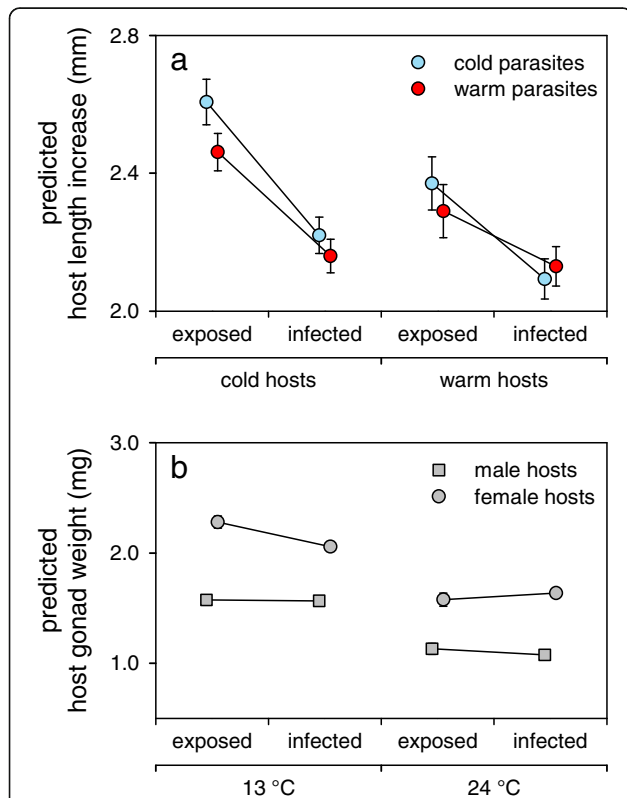 2.8
a
cold parasites
warm parasites
predicted
host length increase (mm)
2.4
2.0
exposed infected exposed infected
cold hosts warm hosts
3.0
b
male hosts
female hosts
predicted
host gonad weight (mg)
2.0
1.0
exposed infected exposed infected
13 °C 24 °C